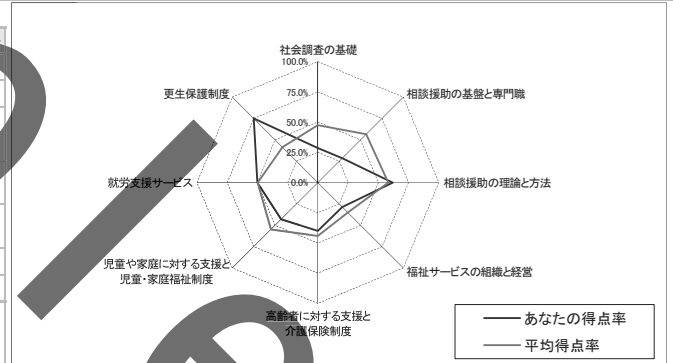 社会調査の基礎
100.0%
更生保護制度
相談援助の基盤と専門職
75.0%
50.0%
25.0%
就労支援サービス
0.0%
相談援助の理論と方法
児童や家庭に対する支援と
児童・家庭福祉制度
福祉サービスの組織と経営
高齢者に対する支援と
介護保険制度
あなたの得点率
平均得点率